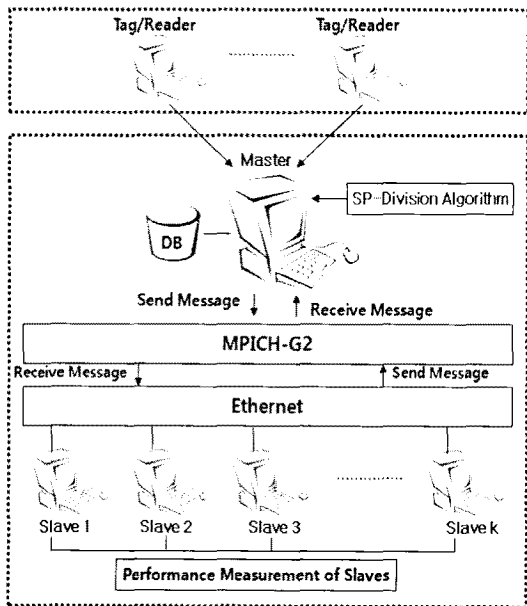 Tag/Reader Tag/Reader
Master
SP-Division Algorithm
DB
Send Message
Receive Message
MPICH-G2
Receive Message
Send Message
Ethernet
Slave 1 Slave 2 Slave 3 Slave k
Performance Measurement of Slaves